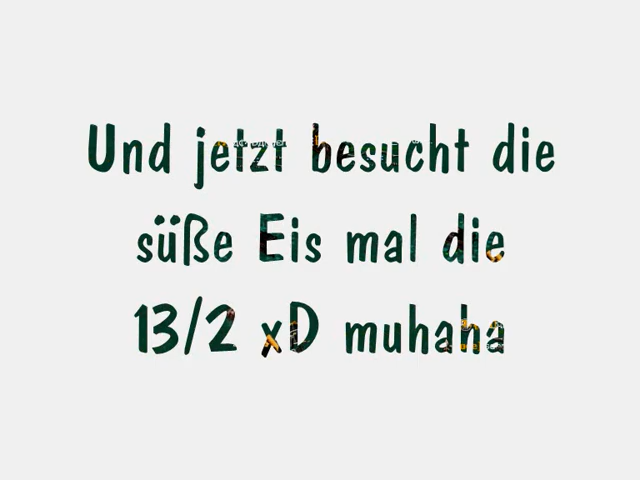 Und jetzt besucht die
süße Eis mal die
13/2 xD muhaha